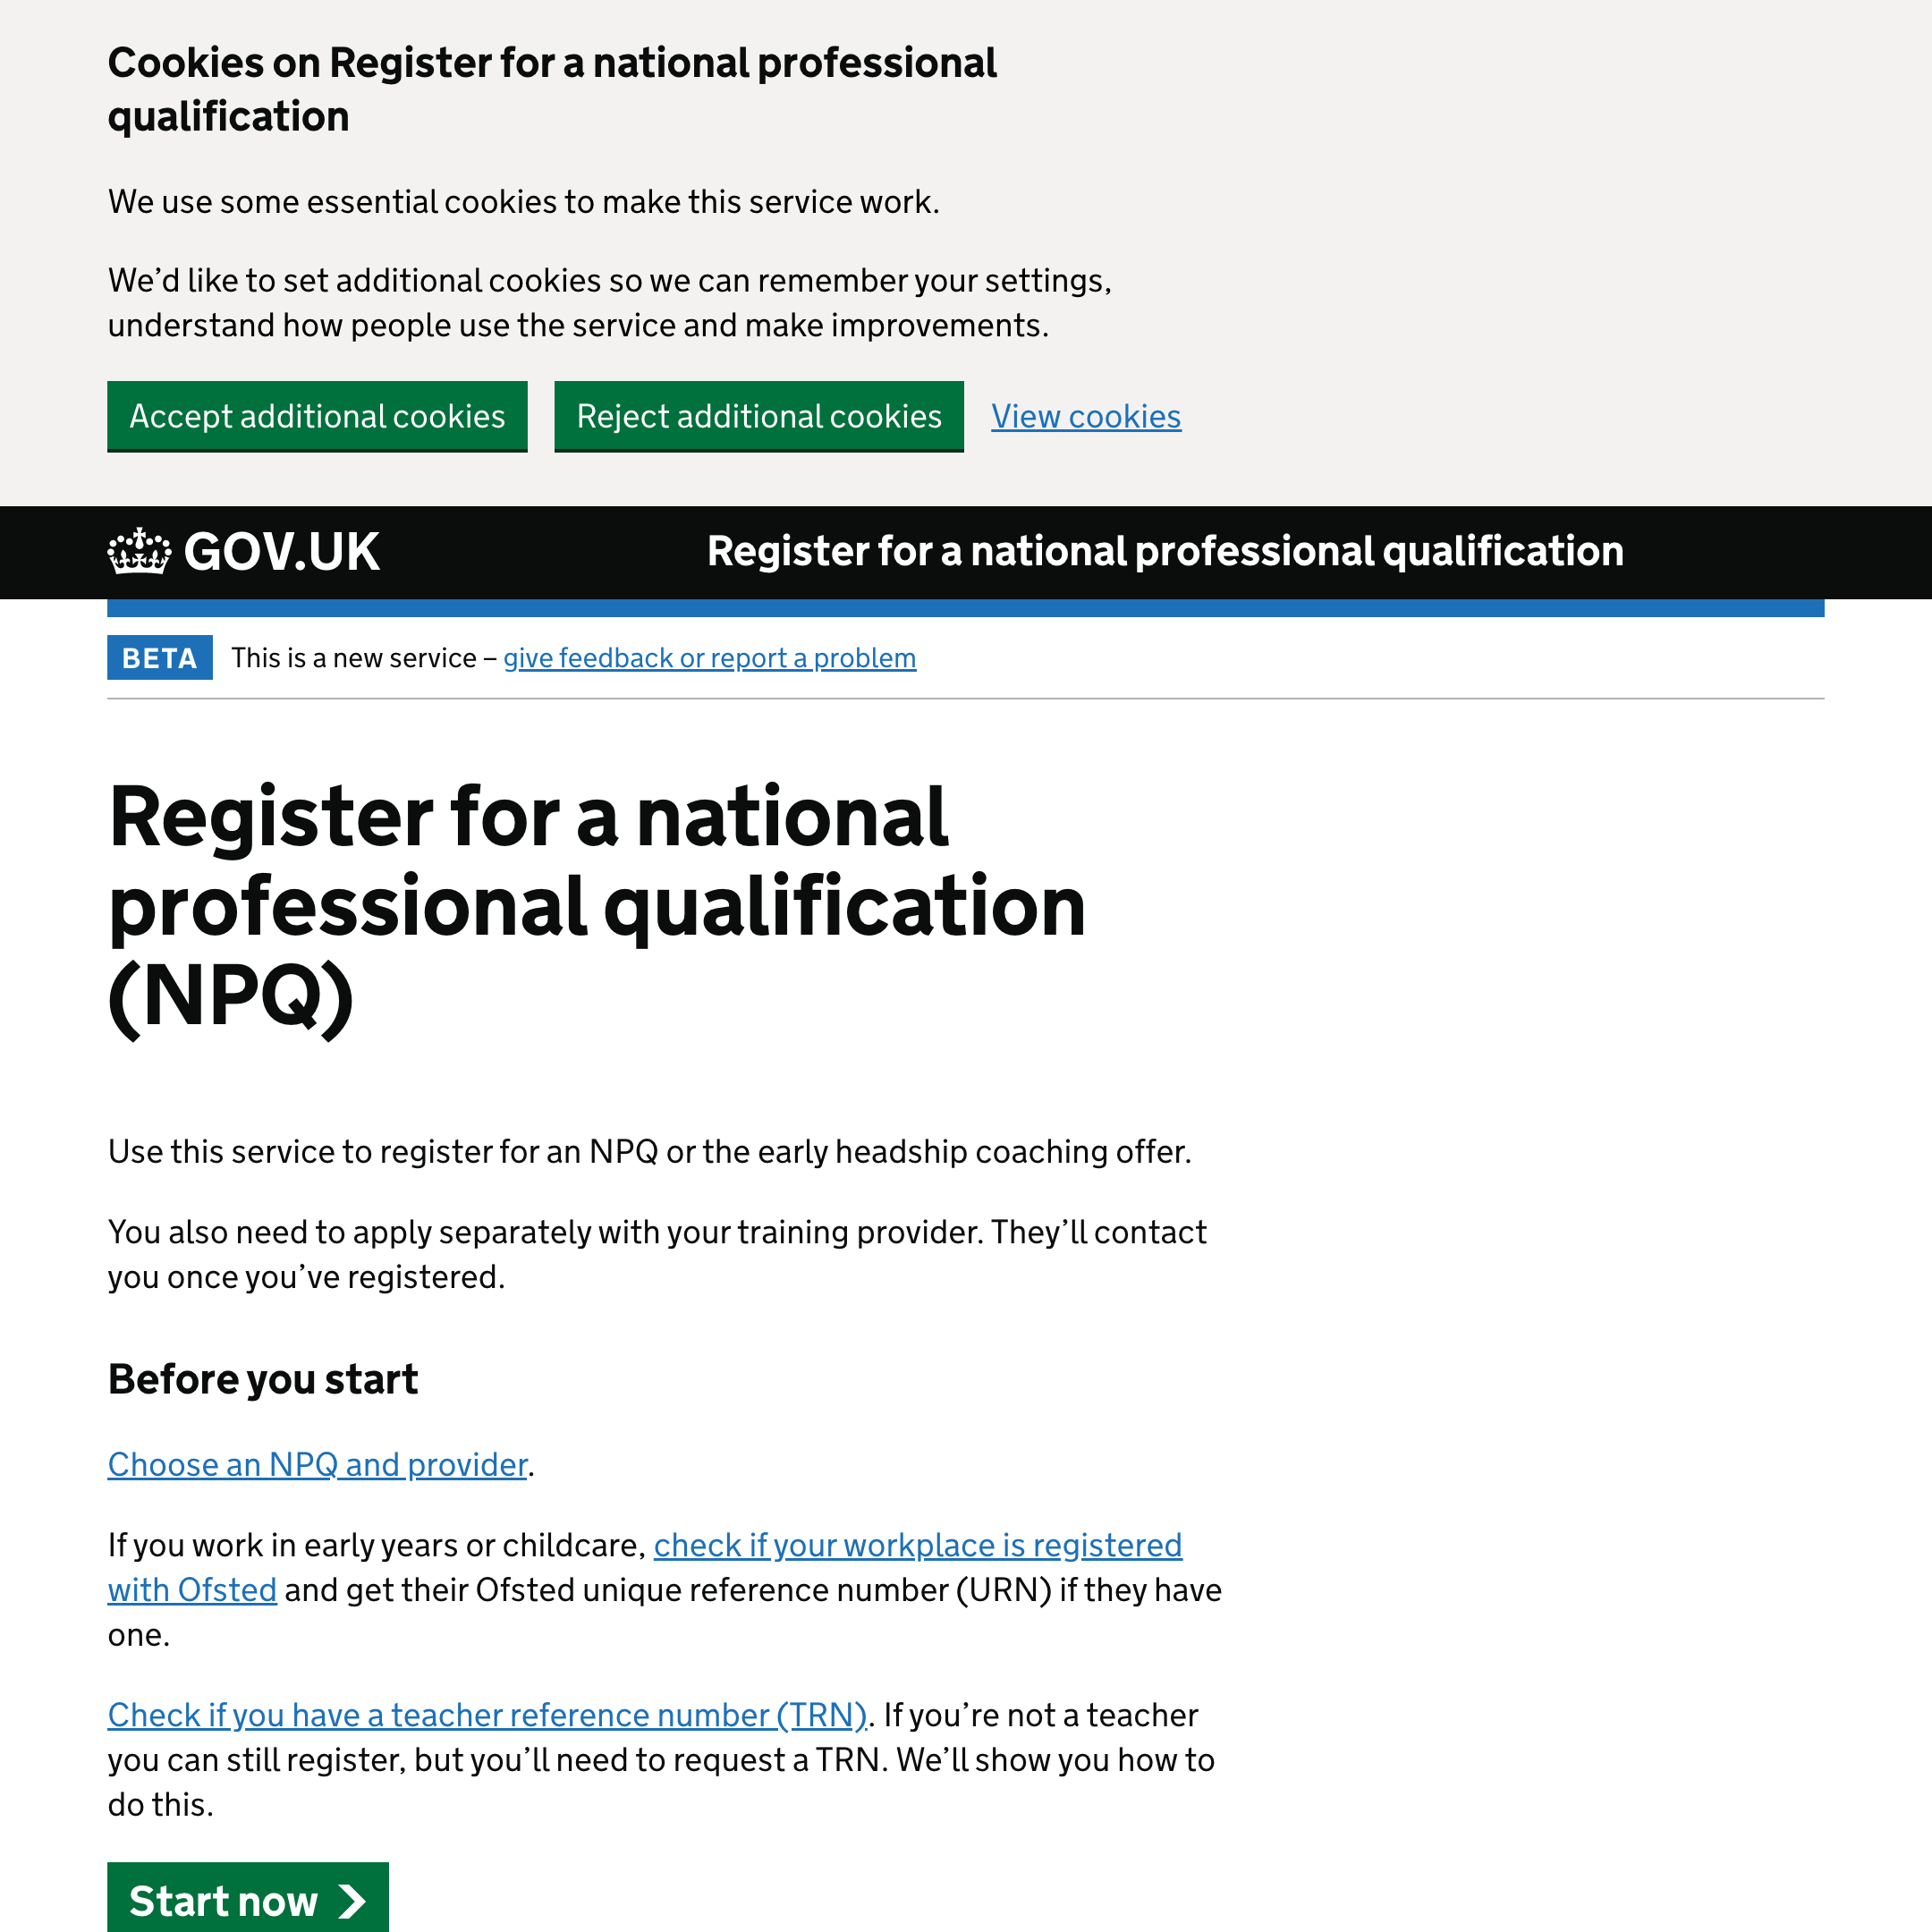 Cookies on Register for a national professional
qualification
We use some essential cookies to make this service work.
We’d like to set additional cookies so we can remember your settings,
understand how people use the service and make improvements.
Accept additional cookies Reject additional cookies View cookies
GOV.UK Register for a national professional qualification
BETA This is a new service – give feedback or report a problem
Register for a national
professional qualification
(NPQ)
Use this service to register for an NPQ or the early headship coaching offer.
You also need to apply separately with your training provider. They’ll contact
you once you’ve registered.
Before you start
Choose an NPQ and provider.
If you work in early years or childcare, check if your workplace is registered
with Ofsted and get their Ofsted unique reference number (URN) if they have
one.
Check if you have a teacher reference number (TRN). If you’re not a teacher
you can still register, but you’ll need to request a TRN. We’ll show you how to
do this.
Start now